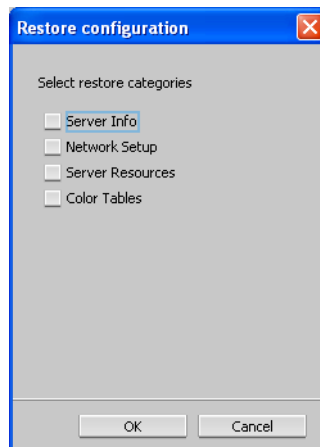 Restore configuration
Select restore categories
Server Info
Network Setup
Server Resources
Color Tables
OK Cancel